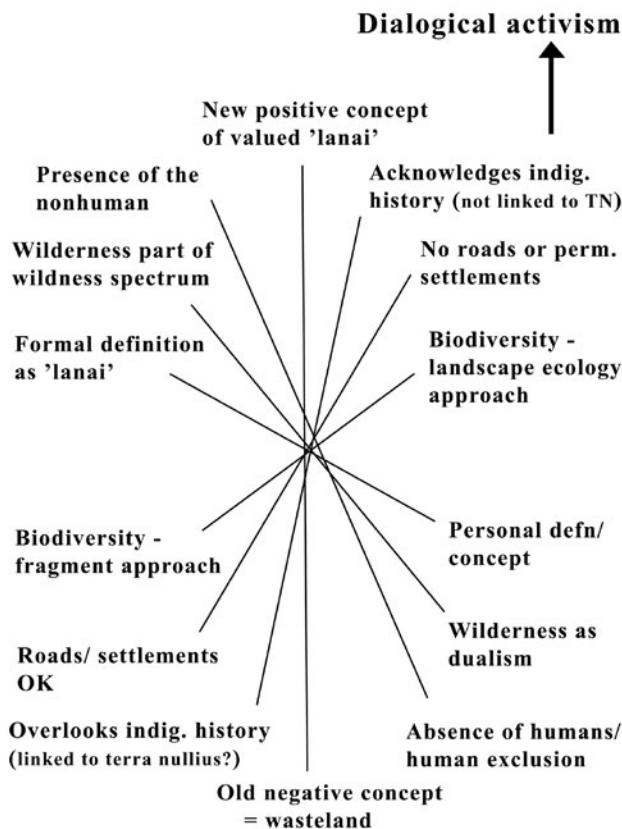 Dialogical activism
New positive concept
of valued 'lanai'
Presence of the
nonhuman
Acknowledges indig.
history (not linked to TN)
Wilderness part of
wildness spectrum
No roads or perm.
settlements
Formal definition
as 'lanai'
Biodiversity -
landscape ecology
approach
Biodiversity -
fragment approach
Personal defn/
concept
Roads/ settlements
OK
Wilderness as
dualism
Overlooks indig. history
(linked to terra nullius?)
Absence of humans/
human exclusion
Old negative concept
= wasteland